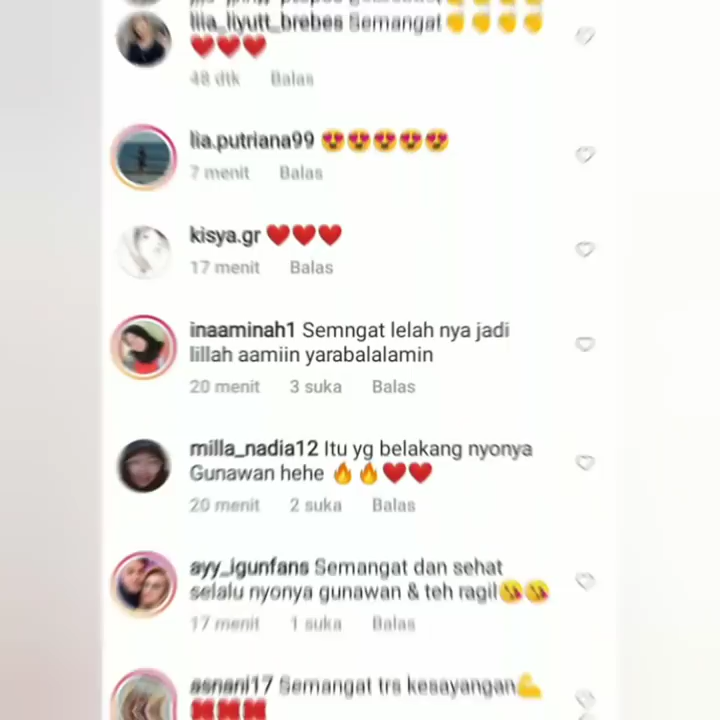 lila_liyutt_brebes Semangat 👏👏👏👏
❤️❤️❤️
48 dtk Balas
lia.putriana99 😍😍😍😍😍
7 menit Balas
kisya.gr ❤️❤️❤️
17 menit Balas
inaaminah1 Semngat lelah nya jadi
lillah aamiin yarabalalamin
20 menit 3 suka Balas
milla_nadia12 Itu yg belakang nyonya
Gunawan hehe 🔥🔥❤️❤️
20 menit 2 suka Balas
ayy_igunfans Semangat dan sehat
selalu nyonya gunawan & teh ragil😘😘
17 menit 1 suka Balas
asnani17 Semangat trs kesayangan💪